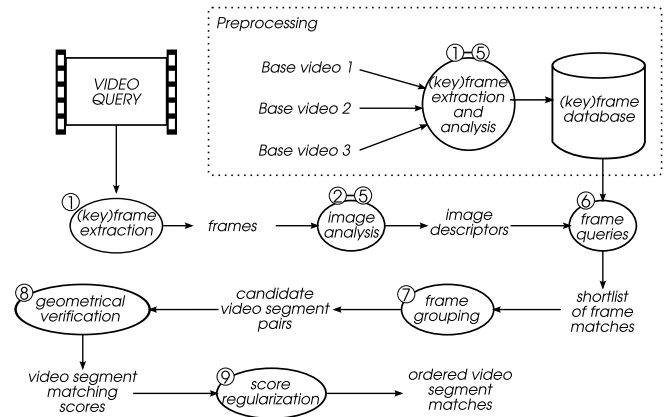 Preprocessing
VIDEO
QUERY
Base video 1
Base video 2
Base video 3
1-5
(key)frame
extraction
and
analysis
(key)frame
database
1
(key)frame
extraction
frames
2-5
image
analysis
image
descriptors
6
frame
queries
shortlist
of frame
matches
7
frame
grouping
candidate
video segment
pairs
8
geometrical
verification
video segment
matching
scores
9
score
regularization
ordered video
segment
matches